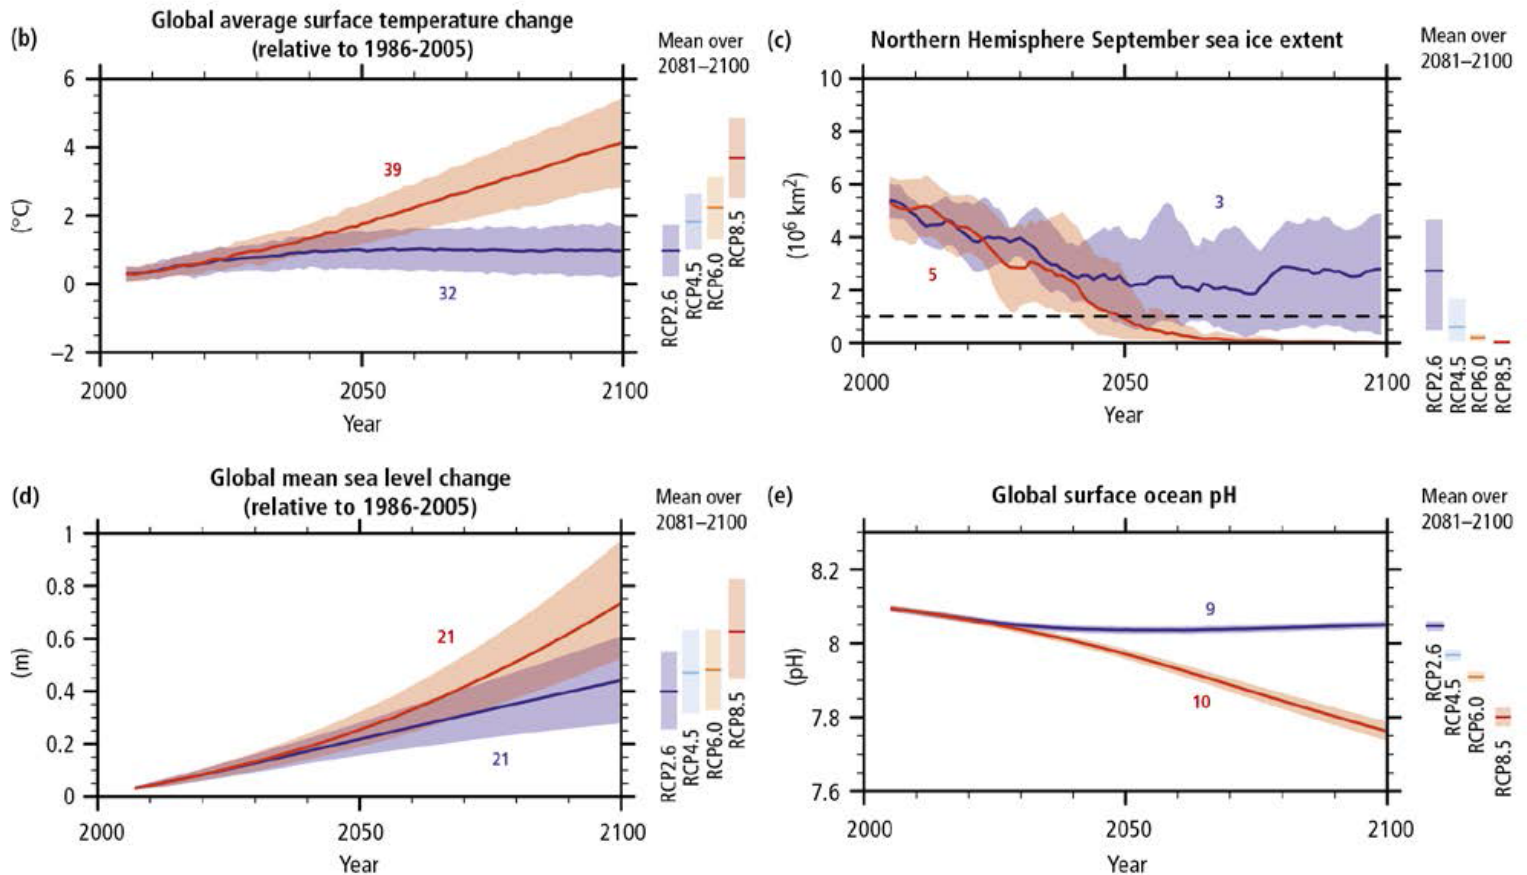 (b)
Global average surface temperature change
(relative to 1986-2005)
Mean over
2081–2100
6
4
2
0
−2
(°C)
39
32
2000
2050
2100
Year
RCP2.6
RCP4.5
RCP6.0
RCP8.5
(c)
Northern Hemisphere September sea ice extent
Mean over
2081–2100
10
8
6
4
2
0
(10⁶ km²)
3
5
2000
2050
2100
Year
RCP2.6
RCP4.5
RCP6.0
RCP8.5
(d)
Global mean sea level change
(relative to 1986-2005)
Mean over
2081–2100
1
0.8
0.6
0.4
0.2
0
(m)
21
21
2000
2050
2100
Year
RCP2.6
RCP4.5
RCP6.0
RCP8.5
(e)
Global surface ocean pH
Mean over
2081–2100
8.2
8
7.8
7.6
(pH)
9
10
2000
2050
2100
Year
RCP2.6
RCP4.5
RCP6.0
RCP8.5